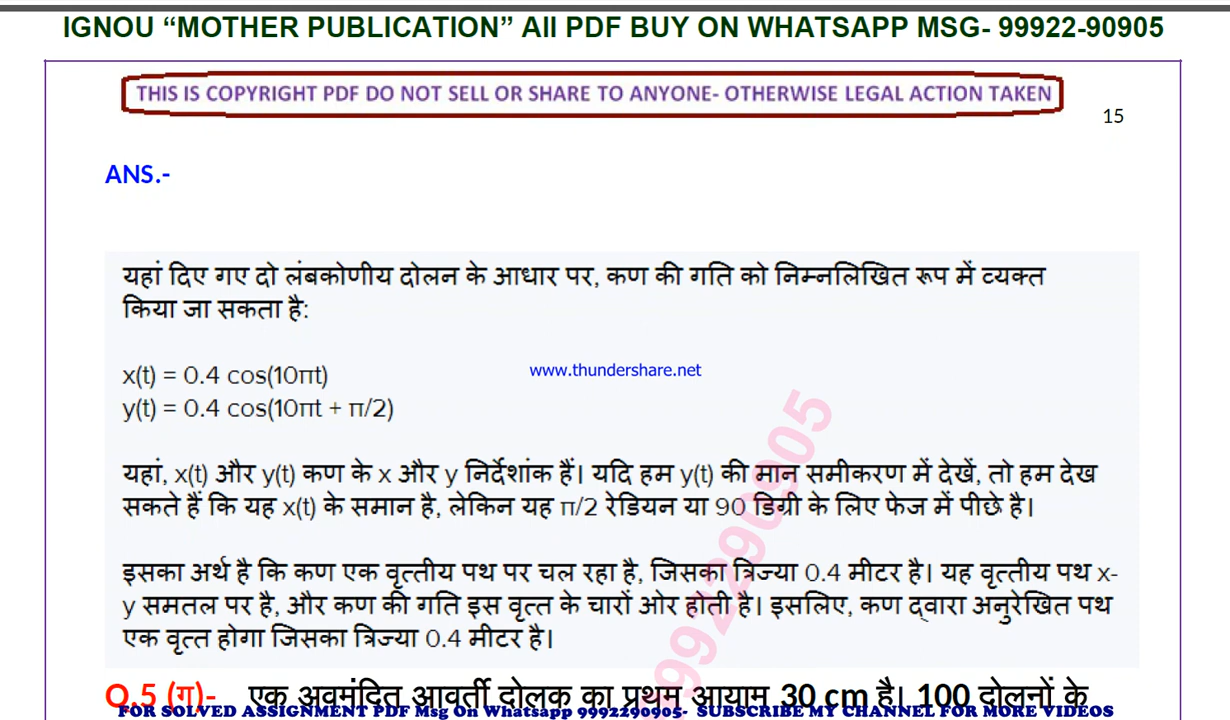 IGNOU “MOTHER PUBLICATION” All PDF BUY ON WHATSAPP MSG- 99922-90905
THIS IS COPYRIGHT PDF DO NOT SELL OR SHARE TO ANYONE- OTHERWISE LEGAL ACTION TAKEN
15
ANS.-
यहां दिए गए दो लंबकोणीय दोलन के आधार पर, कण की गति को निम्नलिखित रूप में व्यक्त
किया जा सकता है:
x(t) = 0.4 cos(10πt)
www.thundershare.net
y(t) = 0.4 cos(10πt + π/2)
यहां, x(t) और y(t) कण के x और y निर्देशांक हैं। यदि हम y(t) की मान समीकरण में देखें, तो हम देख
सकते हैं कि यह x(t) के समान है, लेकिन यह π/2 रेडियन या 90 डिग्री के लिए फेज में पीछे है।
इसका अर्थ है कि कण एक वृत्तीय पथ पर चल रहा है, जिसका त्रिज्या 0.4 मीटर है। यह वृत्तीय पथ x-
y समतल पर है, और कण की गति इस वृत्त के चारों ओर होती है। इसलिए, कण द्वारा अनुरेखित पथ
एक वृत्त होगा जिसका त्रिज्या 0.4 मीटर है।
9992290905
Q.5 (ग)- एक अवमंदित आवर्ती दोलक का प्रथम आयाम 30 cm है। 100 दोलनों के
FOR SOLVED ASSIGNMENT PDF Msg On Whatsapp 9992290905- SUBSCRIBE MY CHANNEL FOR MORE VIDEOS